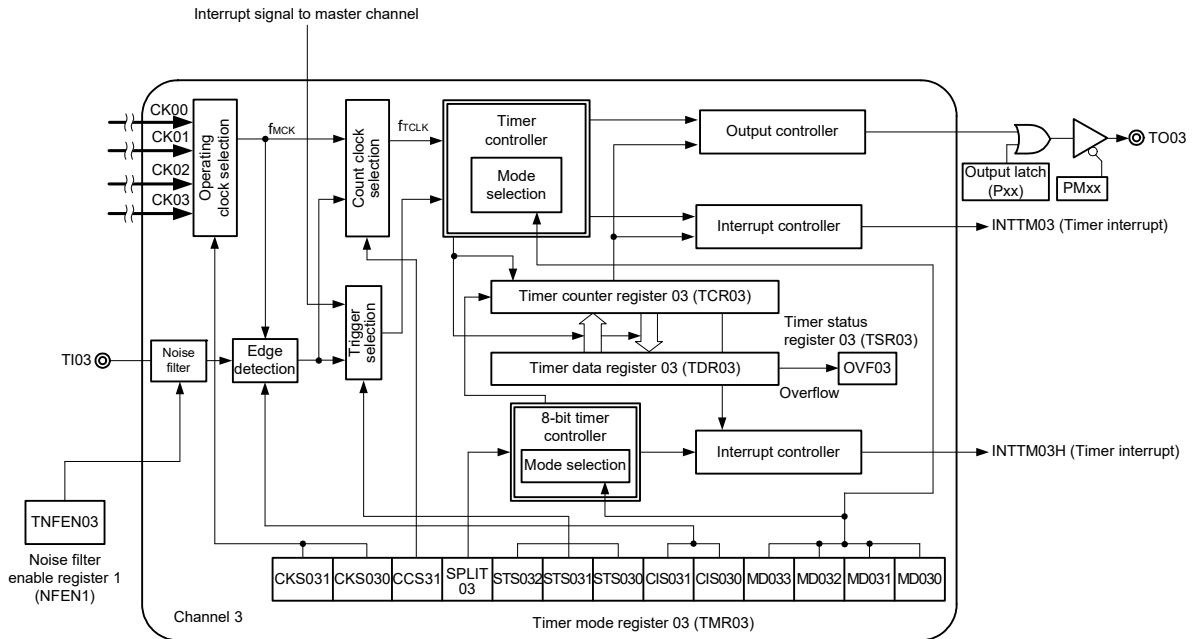 Interrupt signal to master channel
CK00
CK01
CK02
CK03
Operating
clock selection
fMCK
Count clock
selection
fTCLK
Timer
controller
Mode
selection
Output controller
TO03
Output latch
(Pxx)
PMxx
Interrupt controller
INTTM03 (Timer interrupt)
Timer counter register 03 (TCR03)
Trigger
selection
Timer status
register 03 (TSR03)
TI03
Noise
filter
Edge
detection
Timer data register 03 (TDR03)
OVF03
Overflow
8-bit timer
controller
Mode selection
Interrupt controller
INTTM03H (Timer interrupt)
TNFEN03
Noise filter
enable register 1
(NFEN1)
CKS031
CKS030
CCS31
SPLIT
03
STS032
STS031
STS030
CIS031
CIS030
MD033
MD032
MD031
MD030
Channel 3
Timer mode register 03 (TMR03)